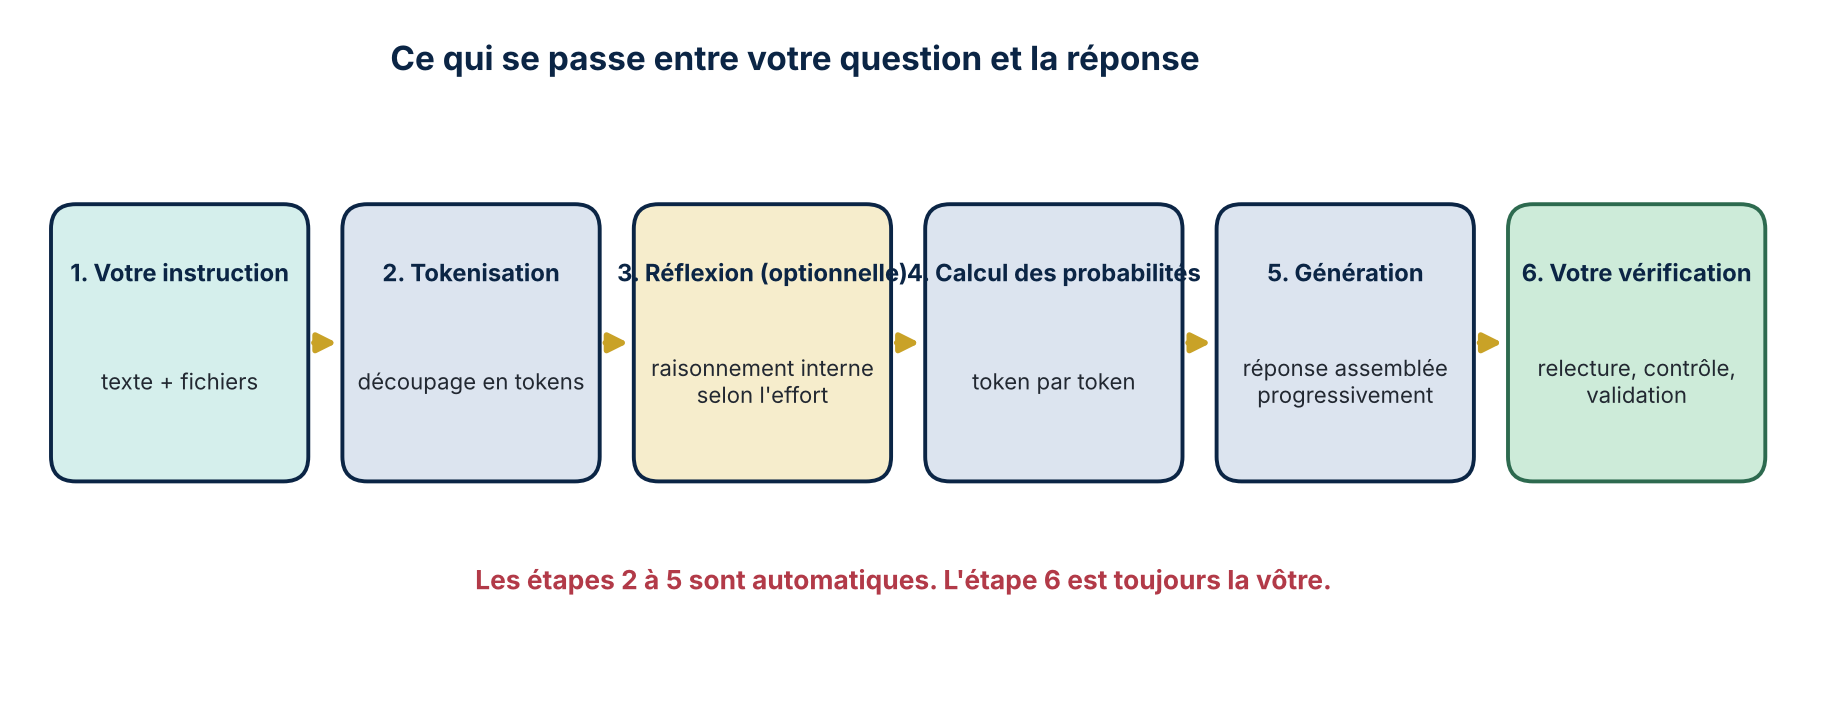 Ce qui se passe entre votre question et la réponse
1. Votre instruction
texte + fichiers
2. Tokenisation
découpage en tokens
3. Réflexion (optionnelle)
raisonnement interne
selon l'effort
4. Calcul des probabilités
token par token
5. Génération
réponse assemblée
progressivement
6. Votre vérification
relecture, contrôle,
validation
Les étapes 2 à 5 sont automatiques. L'étape 6 est toujours la vôtre.